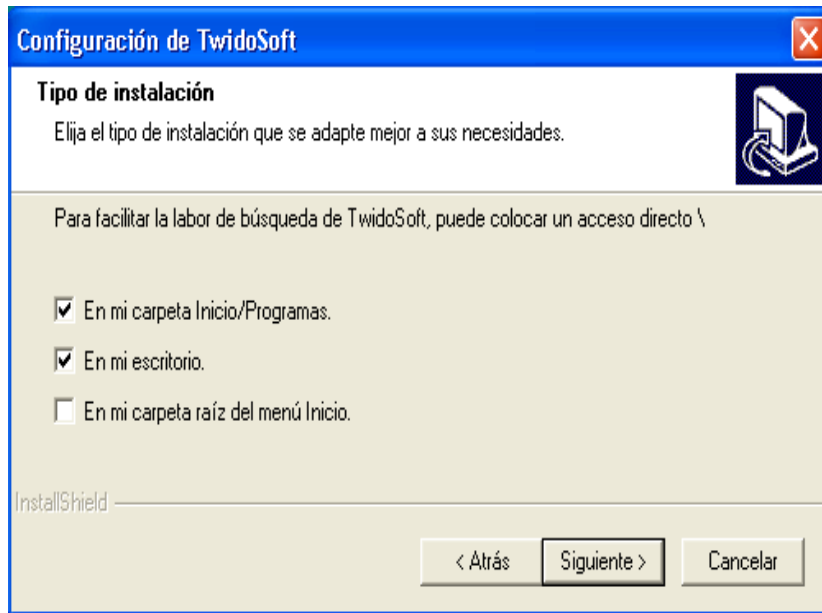 Configuración de TwidoSoft
Tipo de instalación
Elija el tipo de instalación que se adapte mejor a sus necesidades.
Para facilitar la labor de búsqueda de TwidoSoft, puede colocar un acceso directo \
En mi carpeta Inicio/Programas.
En mi escritorio.
En mi carpeta raíz del menú Inicio.
InstallShield
< Atrás Siguiente > Cancelar